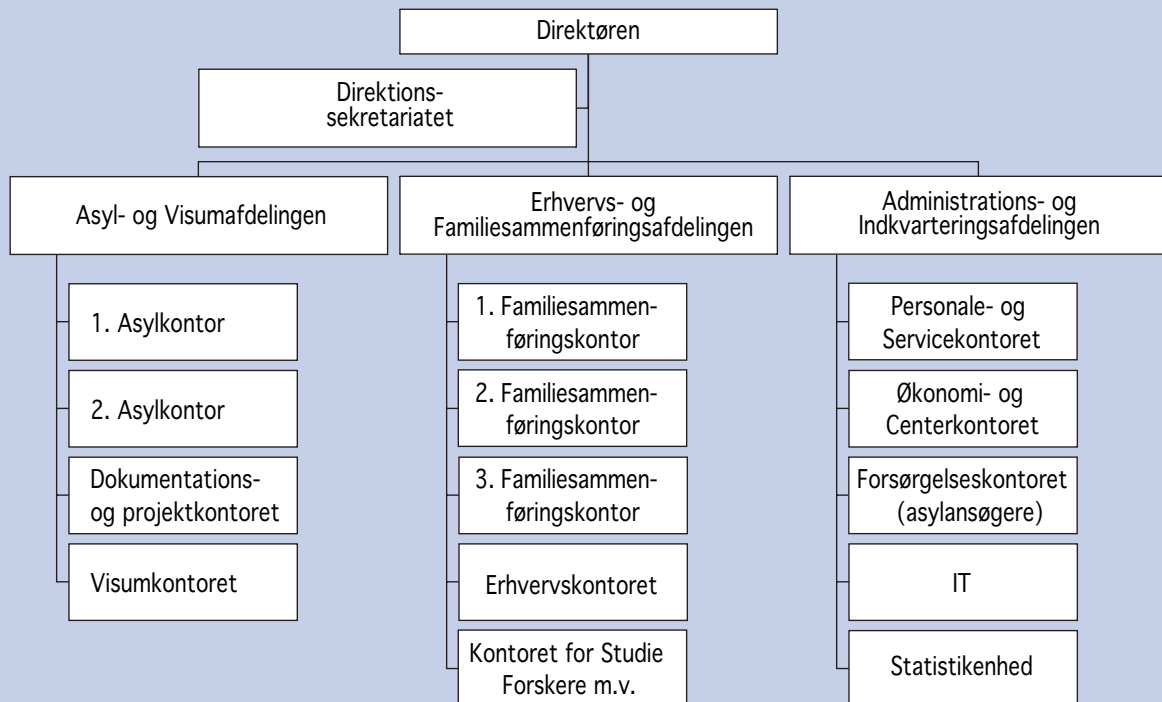 Direktøren
Direktions-
sekretariatet
Asyl- og Visumafdelingen
1. Asylkontor
2. Asylkontor
Dokumentations-
og projektkontoret
Visumkontoret
Erhvervs- og
Familiesammenføringsafdelingen
1. Familiesammen-
føringskontor
2. Familiesammen-
føringskontor
3. Familiesammen-
føringskontor
Erhvervskontoret
Kontoret for Studie
Forskere m.v.
Administrations- og
Indkvarteringsafdelingen
Personale- og
Servicekontoret
Økonomi- og
Centerkontoret
Forsørgelseskontoret
(asylansøgere)
IT
Statistikenhed